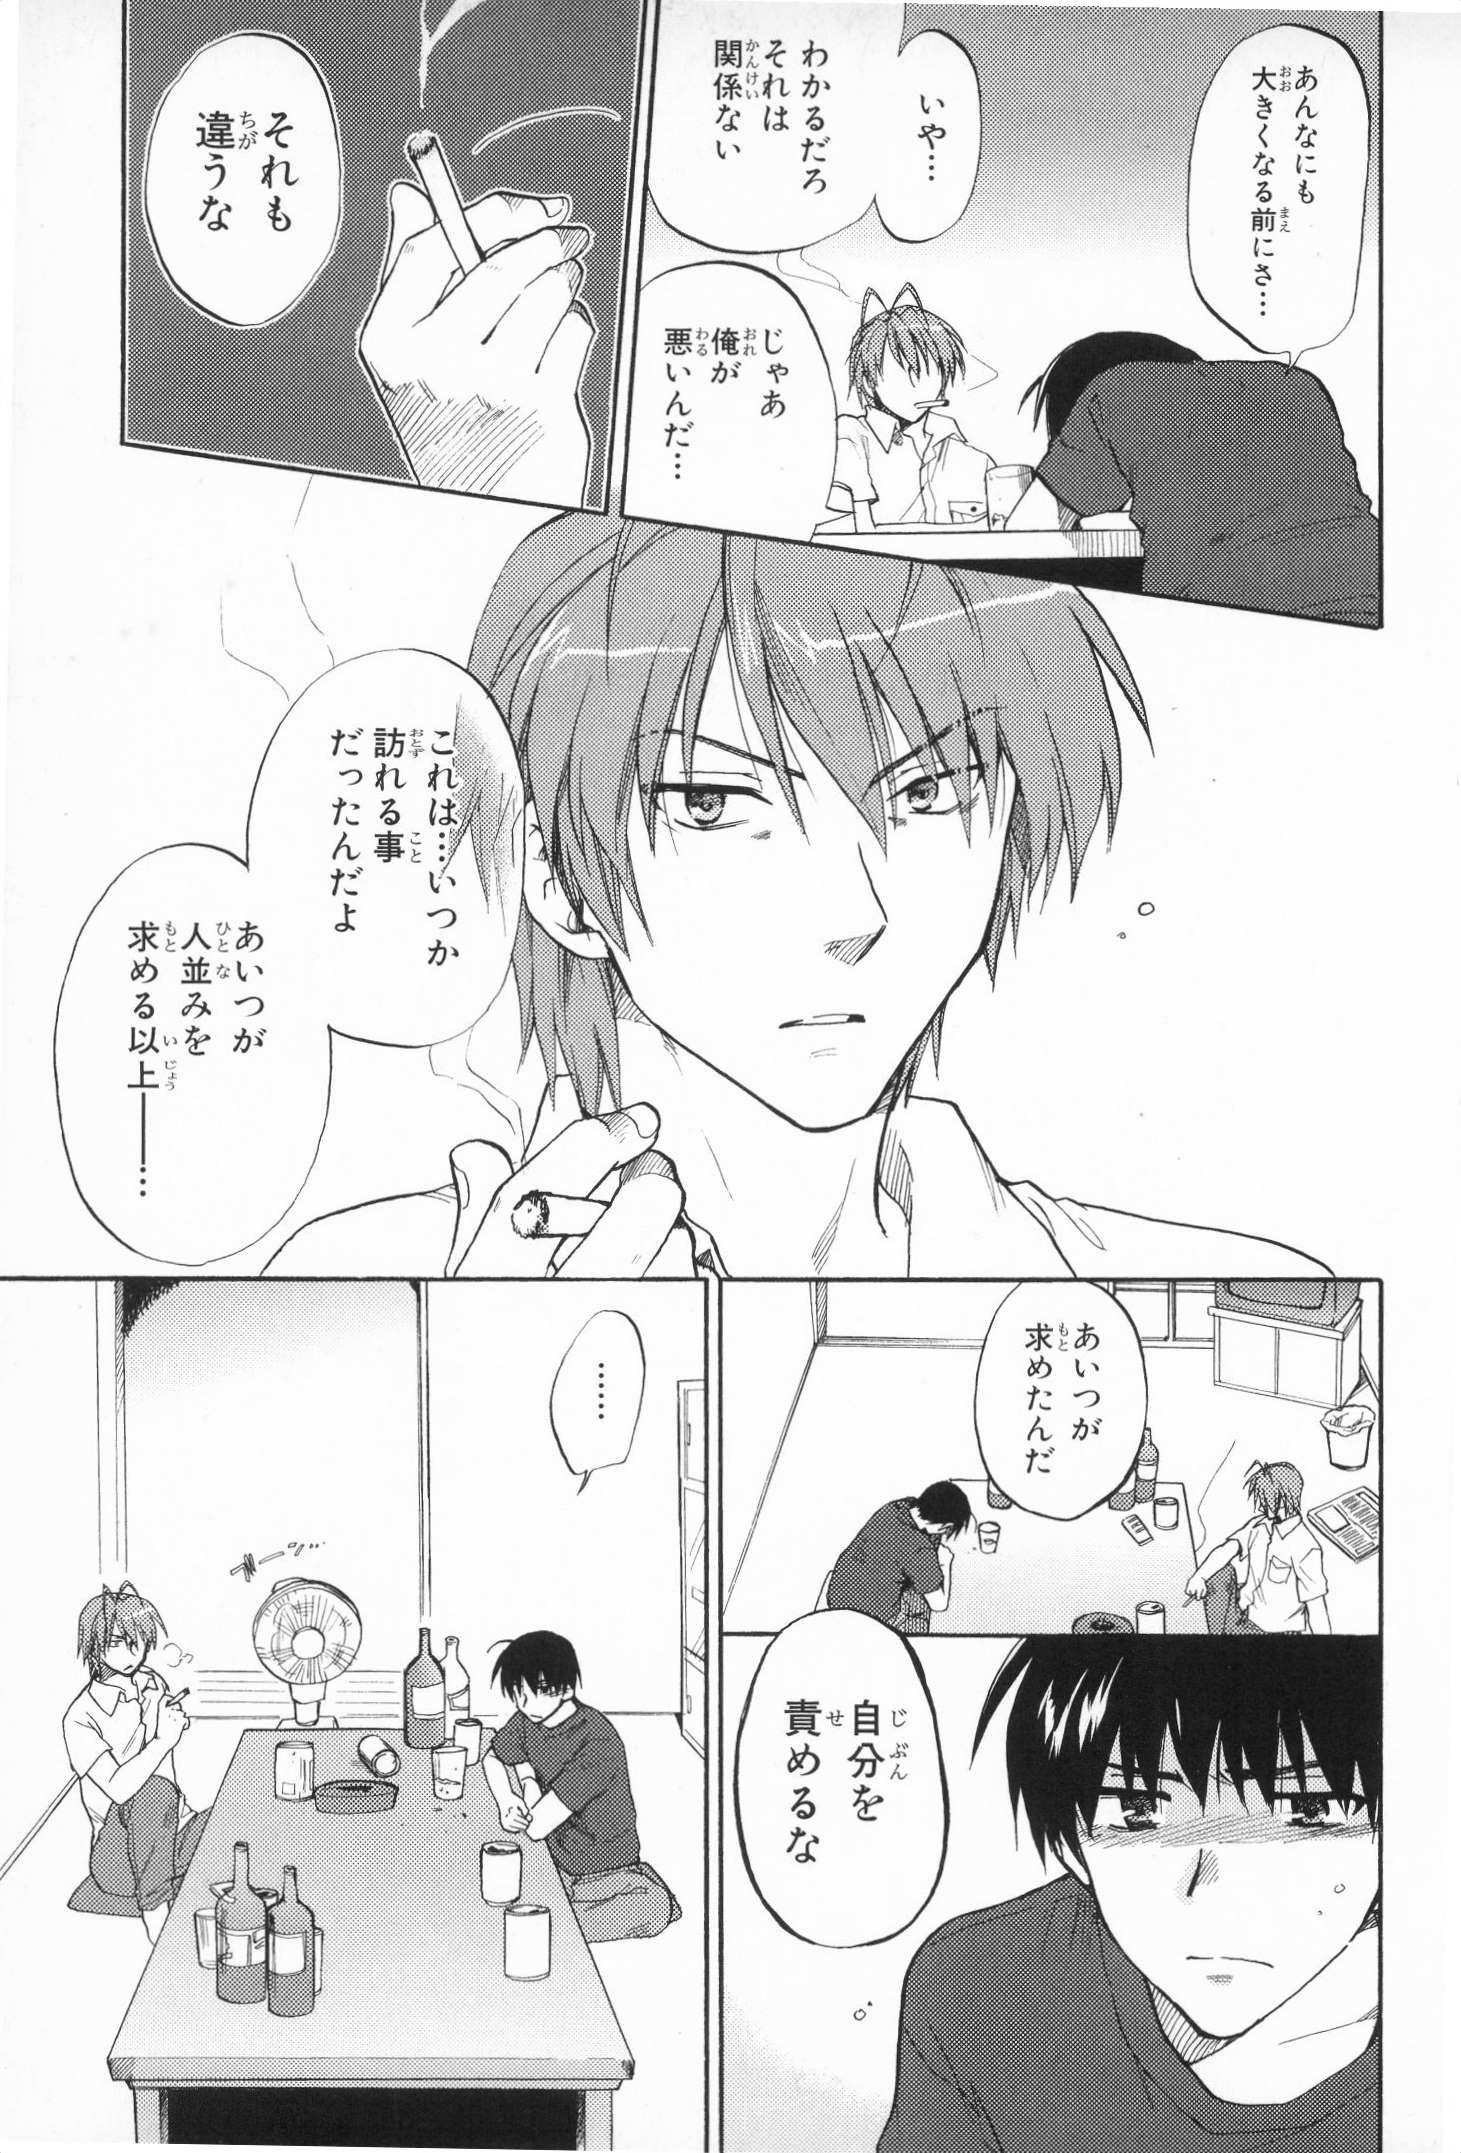 あんなにも
大きくなる前にさ…
いや…
わかるだろ
それは
関係ない
じゃあ
俺が
悪いんだ…
それも
違うな
これは…いつか
訪れる事
だったんだよ
あいつが
人並みを
求める以上――…
あいつが
求めたんだ
自分を
責めるな
……
ブーン…